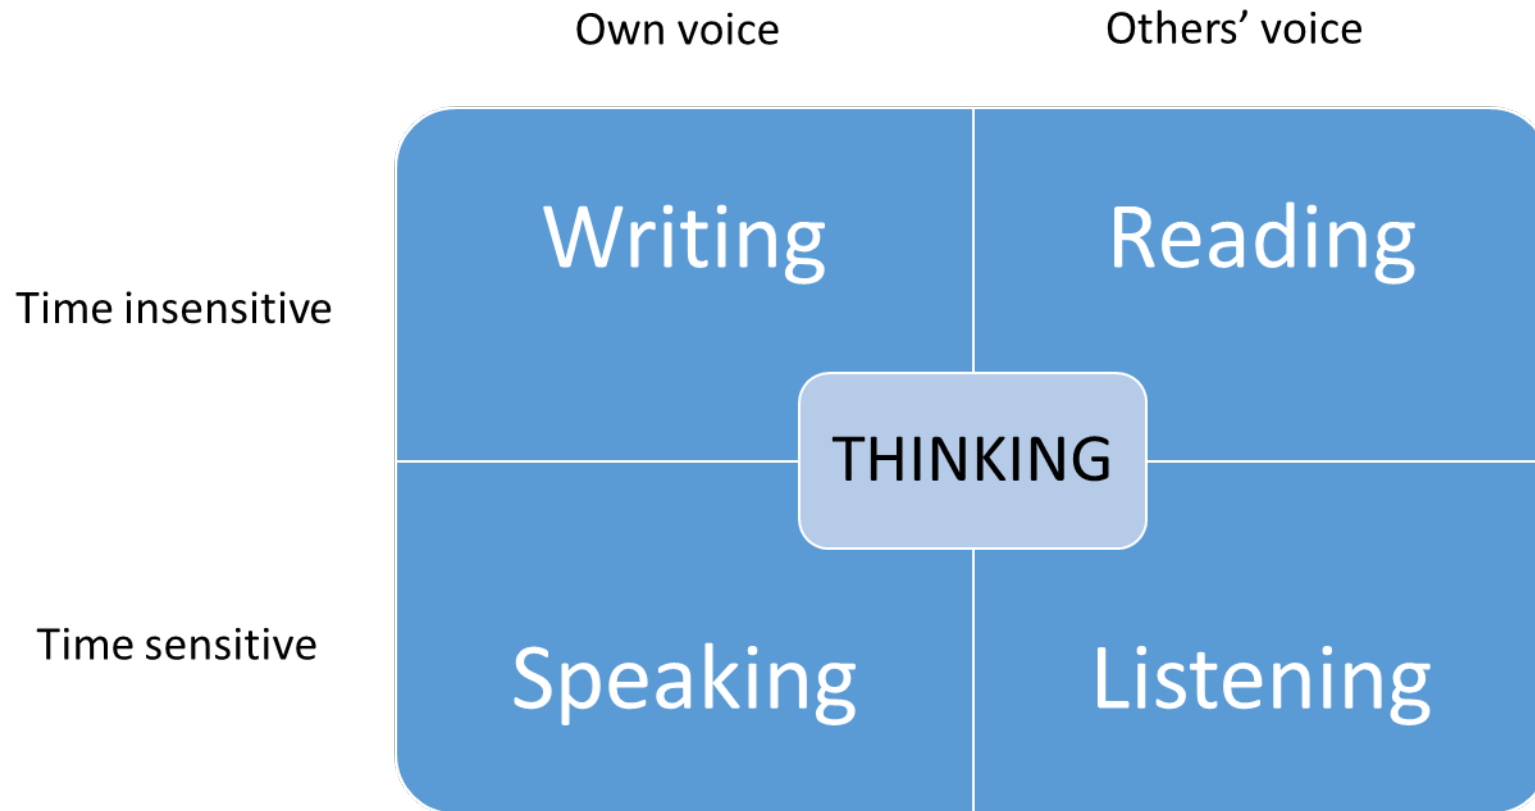 Own voice
Others’ voice
Writing
Reading
Time insensitive
THINKING
Time sensitive
Speaking
Listening